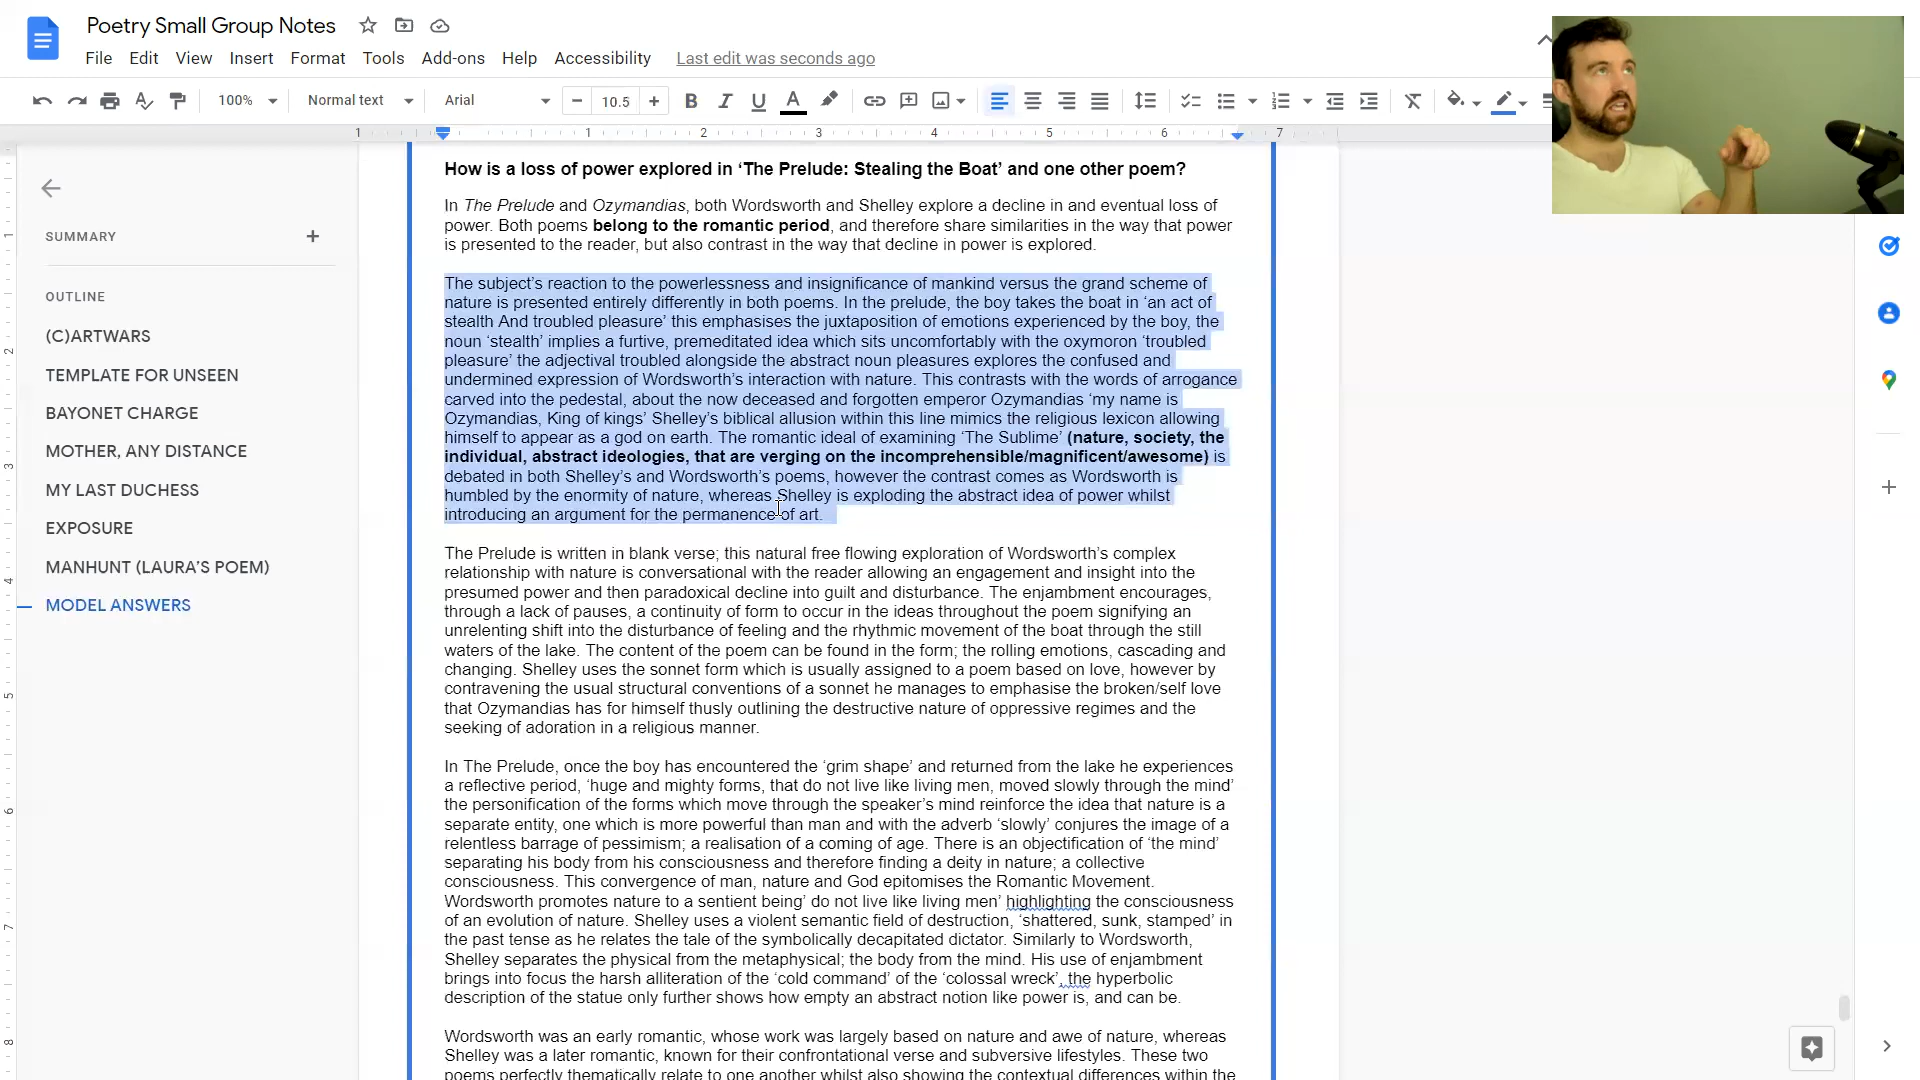 Poetry Small Group Notes
File Edit View Insert Format Tools Add-ons Help Accessibility Last edit was seconds ago
100% Normal text Arial 10.5
1 1 2 3 4 5 6 7
SUMMARY
OUTLINE
(C)ARTWARS
TEMPLATE FOR UNSEEN
BAYONET CHARGE
MOTHER, ANY DISTANCE
MY LAST DUCHESS
EXPOSURE
MANHUNT (LAURA'S POEM)
MODEL ANSWERS
1
2
3
4
5
6
7
8
How is a loss of power explored in ‘The Prelude: Stealing the Boat’ and one other poem?
In The Prelude and Ozymandias, both Wordsworth and Shelley explore a decline in and eventual loss of
power. Both poems belong to the romantic period, and therefore share similarities in the way that power
is presented to the reader, but also contrast in the way that decline in power is explored.
The subject’s reaction to the powerlessness and insignificance of mankind versus the grand scheme of
nature is presented entirely differently in both poems. In the prelude, the boy takes the boat in ‘an act of
stealth And troubled pleasure’ this emphasises the juxtaposition of emotions experienced by the boy, the
noun ‘stealth’ implies a furtive, premeditated idea which sits uncomfortably with the oxymoron ‘troubled
pleasure’ the adjectival troubled alongside the abstract noun pleasures explores the confused and
undermined expression of Wordsworth’s interaction with nature. This contrasts with the words of arrogance
carved into the pedestal, about the now deceased and forgotten emperor Ozymandias ‘my name is
Ozymandias, King of kings’ Shelley’s biblical allusion within this line mimics the religious lexicon allowing
himself to appear as a god on earth. The romantic ideal of examining ‘The Sublime’ (nature, society, the
individual, abstract ideologies, that are verging on the incomprehensible/magnificent/awesome) is
debated in both Shelley’s and Wordsworth’s poems, however the contrast comes as Wordsworth is
humbled by the enormity of nature, whereas Shelley is exploding the abstract idea of power whilst
introducing an argument for the permanence of art.
The Prelude is written in blank verse; this natural free flowing exploration of Wordsworth’s complex
relationship with nature is conversational with the reader allowing an engagement and insight into the
presumed power and then paradoxical decline into guilt and disturbance. The enjambment encourages,
through a lack of pauses, a continuity of form to occur in the ideas throughout the poem signifying an
unrelenting shift into the disturbance of feeling and the rhythmic movement of the boat through the still
waters of the lake. The content of the poem can be found in the form; the rolling emotions, cascading and
changing. Shelley uses the sonnet form which is usually assigned to a poem based on love, however by
contravening the usual structural conventions of a sonnet he manages to emphasise the broken/self love
that Ozymandias has for himself thusly outlining the destructive nature of oppressive regimes and the
seeking of adoration in a religious manner.
In The Prelude, once the boy has encountered the ‘grim shape’ and returned from the lake he experiences
a reflective period, ‘huge and mighty forms, that do not live like living men, moved slowly through the mind’
the personification of the forms which move through the speaker’s mind reinforce the idea that nature is a
separate entity, one which is more powerful than man and with the adverb ‘slowly’ conjures the image of a
relentless barrage of pessimism; a realisation of a coming of age. There is an objectification of ‘the mind’
separating his body from his consciousness and therefore finding a deity in nature; a collective
consciousness. This convergence of man, nature and God epitomises the Romantic Movement.
Wordsworth promotes nature to a sentient being’ do not live like living men’ highlighting the consciousness
of an evolution of nature. Shelley uses a violent semantic field of destruction, ‘shattered, sunk, stamped’ in
the past tense as he relates the tale of the symbolically decapitated dictator. Similarly to Wordsworth,
Shelley separates the physical from the metaphysical; the body from the mind. His use of enjambment
brings into focus the harsh alliteration of the ‘cold command’ of the ‘colossal wreck’, the hyperbolic
description of the statue only further shows how empty an abstract notion like power is, and can be.
Wordsworth was an early romantic, whose work was largely based on nature and awe of nature, whereas
Shelley was a later romantic, known for their confrontational verse and subversive lifestyles. These two
poems perfectly thematically relate to one another whilst also showing the contextual differences within the